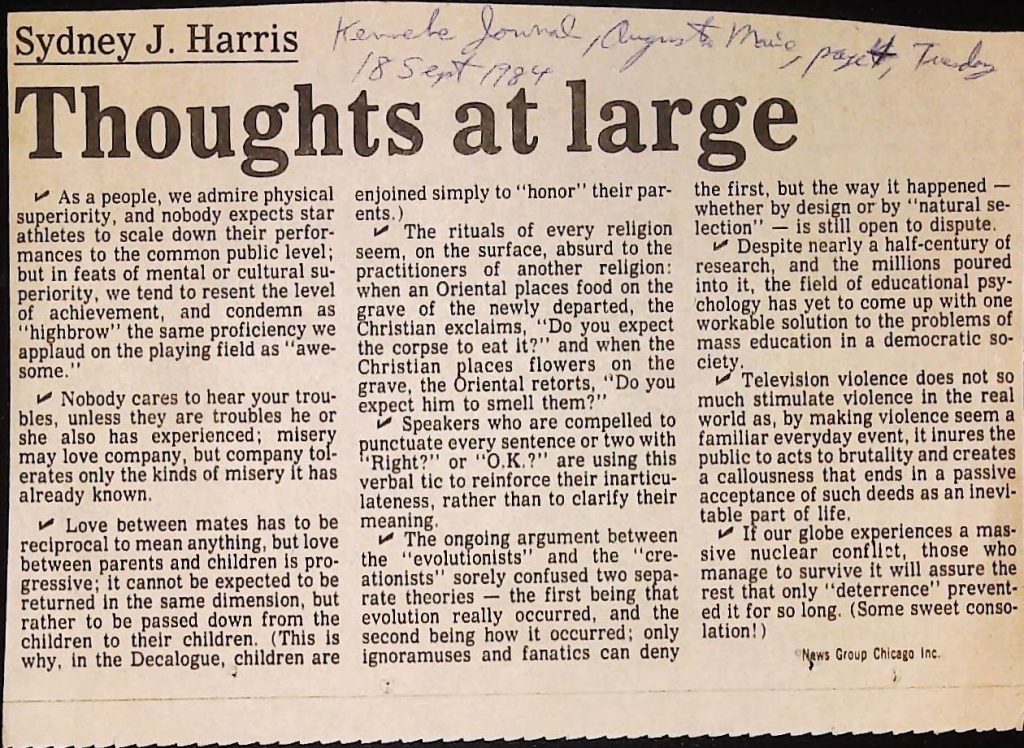 Sydney J. Harris
Kennebe Journal, Augusta Maine, page 4, Tuesday
18 Sept 1984
Thoughts at large
✔ As a people, we admire physical
superiority, and nobody expects star
athletes to scale down their perfor-
mances to the common public level;
but in feats of mental or cultural su-
periority, we tend to resent the level
of achievement, and condemn as
"highbrow" the same proficiency we
applaud on the playing field as "awe-
some."
✔ Nobody cares to hear your trou-
bles, unless they are troubles he or
she also has experienced; misery
may love company, but company tol-
erates only the kinds of misery it has
already known.
✔ Love between mates has to be
reciprocal to mean anything, but love
between parents and children is pro-
gressive; it cannot be expected to be
returned in the same dimension, but
rather to be passed down from the
children to their children. (This is
why, in the Decalogue, children are
enjoined simply to "honor" their par-
ents.)
✔ The rituals of every religion
seem, on the surface, absurd to the
practitioners of another religion:
when an Oriental places food on the
grave of the newly departed, the
Christian exclaims, "Do you expect
the corpse to eat it?" and when the
Christian places flowers on the
grave, the Oriental retorts, "Do you
expect him to smell them?"
✔ Speakers who are compelled to
punctuate every sentence or two with
"Right?" or "O.K.?" are using this
verbal tic to reinforce their inarticu-
lateness, rather than to clarify their
meaning.
✔ The ongoing argument between
the "evolutionists" and the "cre-
ationists" sorely confused two sepa-
rate theories — the first being that
evolution really occurred, and the
second being how it occurred; only
ignoramuses and fanatics can deny
the first, but the way it happened —
whether by design or by "natural se-
lection" — is still open to dispute.
✔ Despite nearly a half-century of
research, and the millions poured
into it, the field of educational psy-
chology has yet to come up with one
workable solution to the problems of
mass education in a democratic so-
ciety.
✔ Television violence does not so
much stimulate violence in the real
world as, by making violence seem a
familiar everyday event, it inures the
public to acts to brutality and creates
a callousness that ends in a passive
acceptance of such deeds as an inevi-
table part of life.
✔ If our globe experiences a mas-
sive nuclear conflict, those who
manage to survive it will assure the
rest that only "deterrence" prevent-
ed it for so long. (Some sweet conso-
lation!)
News Group Chicago Inc.